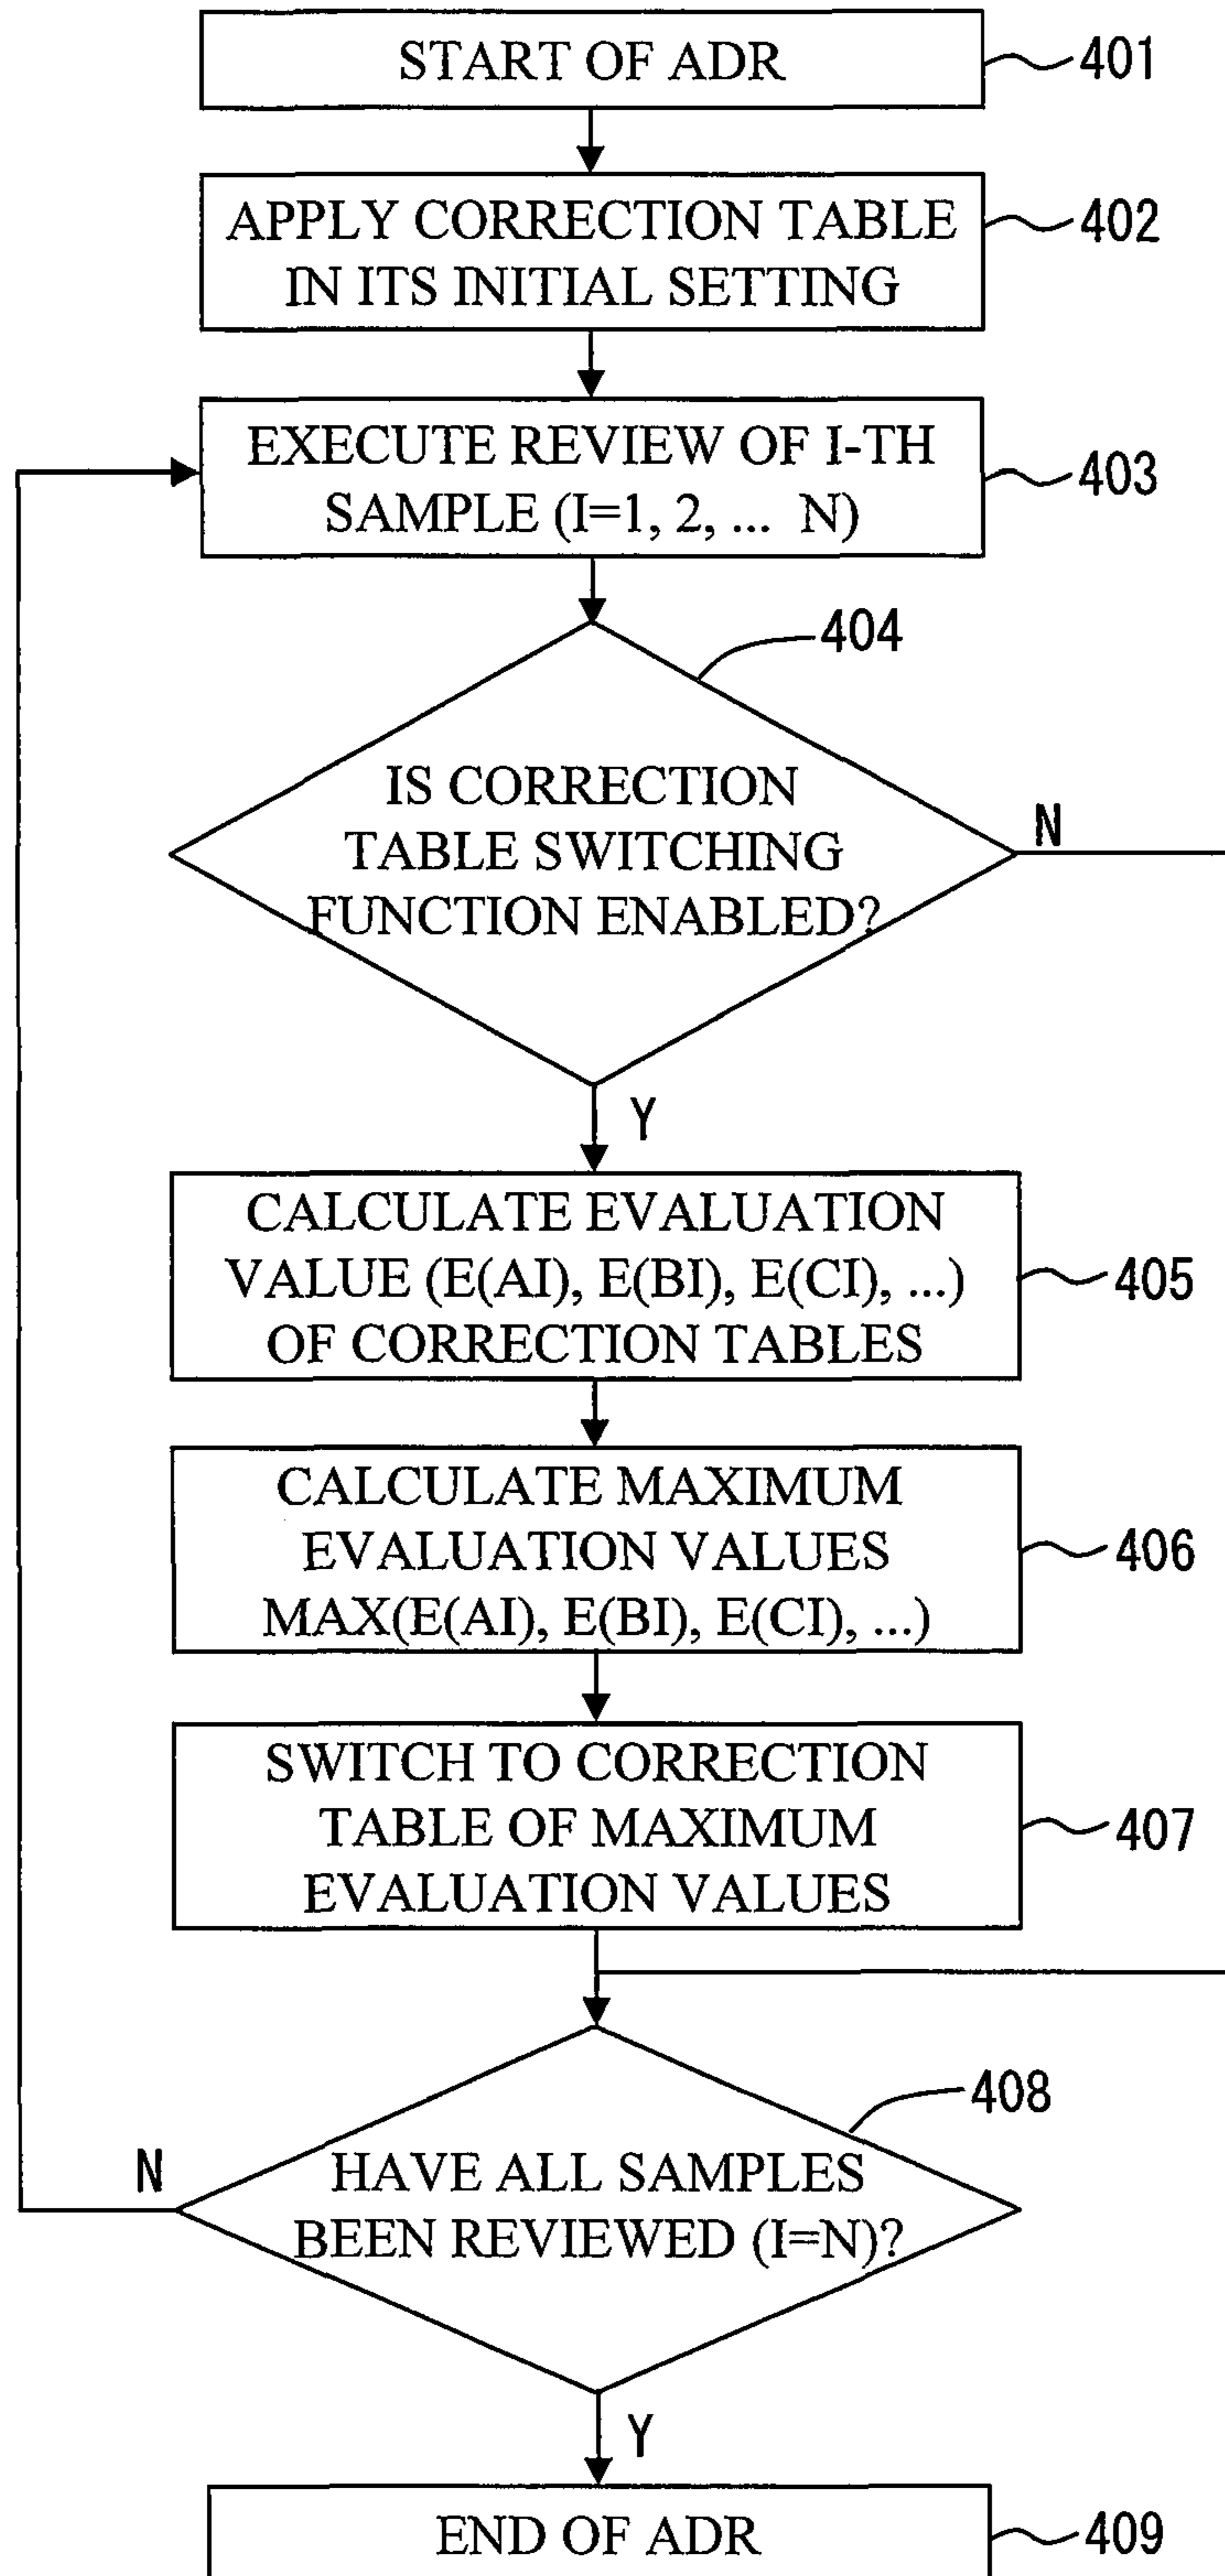 START OF ADR
401
APPLY CORRECTION TABLE
IN ITS INITIAL SETTING
402
EXECUTE REVIEW OF I-TH
SAMPLE (I=1, 2, ... N)
403
404
IS CORRECTION
TABLE SWITCHING
FUNCTION ENABLED?
N
Y
CALCULATE EVALUATION
VALUE (E(AI), E(BI), E(CI), ...)
OF CORRECTION TABLES
405
CALCULATE MAXIMUM
EVALUATION VALUES
MAX(E(AI), E(BI), E(CI), ...)
406
SWITCH TO CORRECTION
TABLE OF MAXIMUM
EVALUATION VALUES
407
408
HAVE ALL SAMPLES
BEEN REVIEWED (I=N)?
N
Y
END OF ADR
409